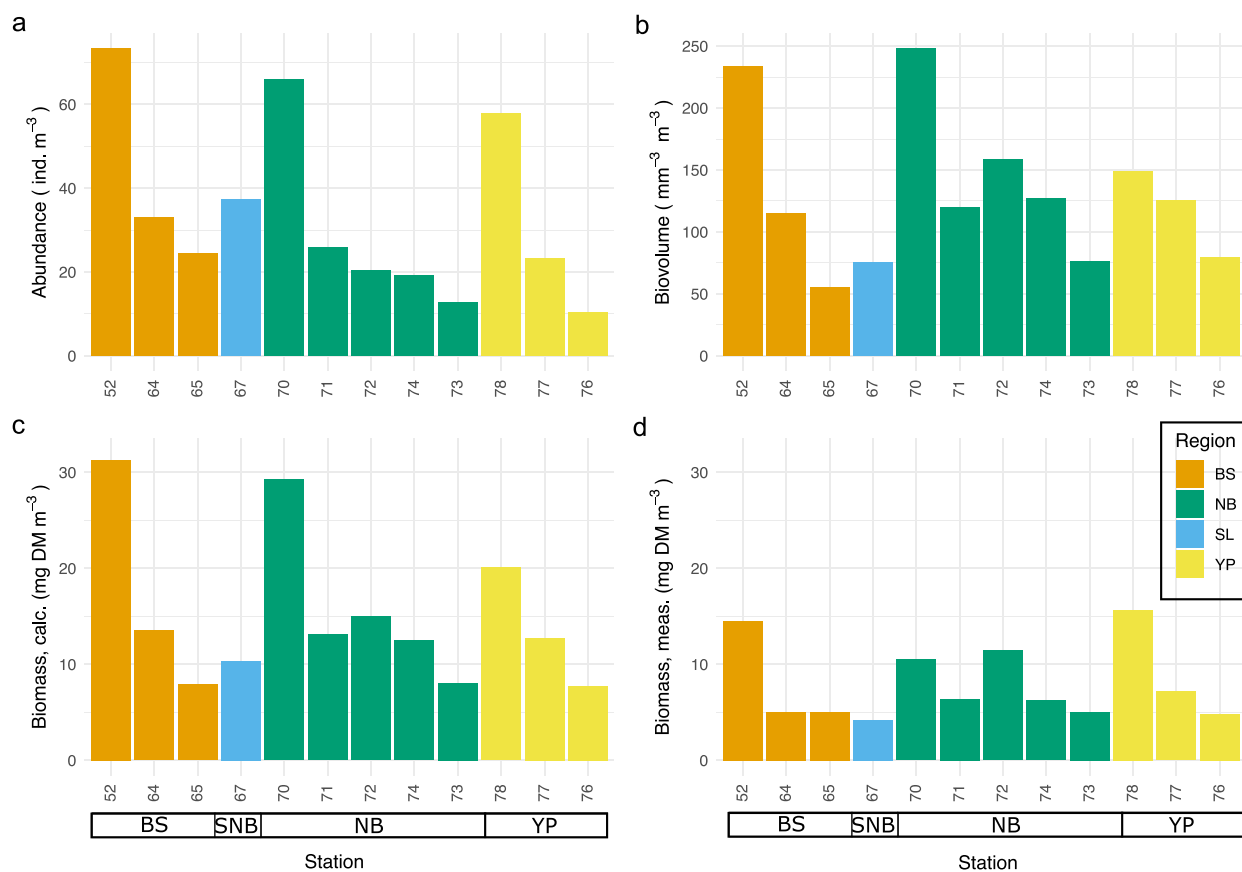 a
Abundance ( ind. m⁻³ )
60
40
20
0
52 64 65 67 70 71 72 74 73 78 77 76
b
Biovolume ( mm⁻³ m⁻³ )
250
200
150
100
50
0
52 64 65 67 70 71 72 74 73 78 77 76
c
Biomass, calc. (mg DM m⁻³ )
30
20
10
0
52 64 65 67 70 71 72 74 73 78 77 76
BS SNB NB YP
Station
d
Biomass, meas. (mg DM m⁻³ )
30
20
10
0
52 64 65 67 70 71 72 74 73 78 77 76
BS SNB NB YP
Station
Region
BS
NB
SL
YP